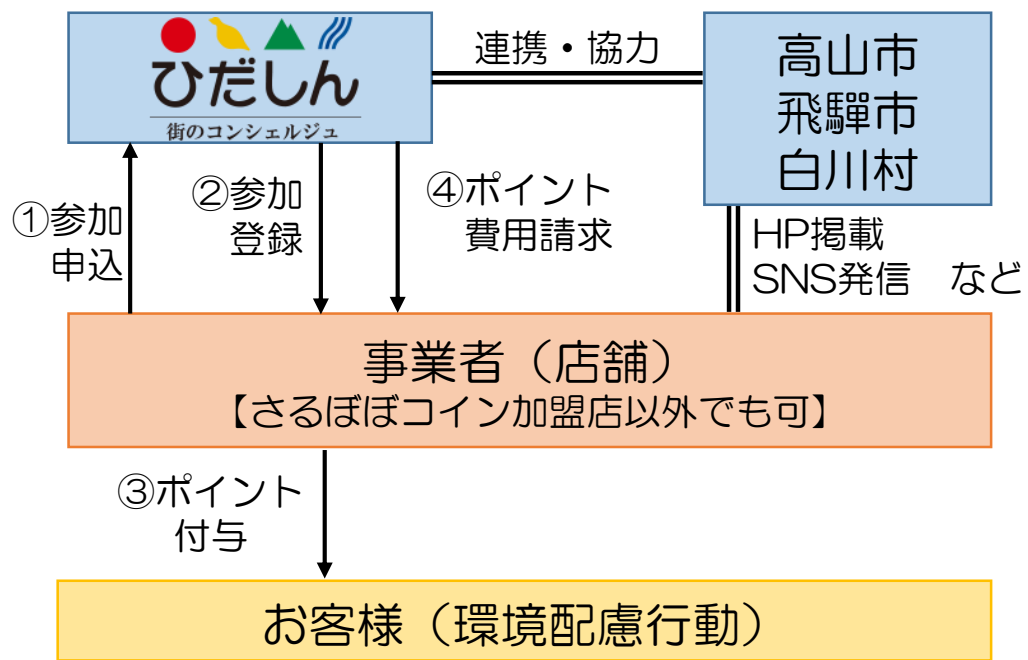 ひだしん
街のコンシェルジュ
連携・協力
高山市
飛驒市
白川村
①参加
申込
②参加
登録
④ポイント
費用請求
HP掲載
SNS発信　など
事業者（店舗）
【さるぼぼコイン加盟店以外でも可】
③ポイント
付与
お客様（環境配慮行動）